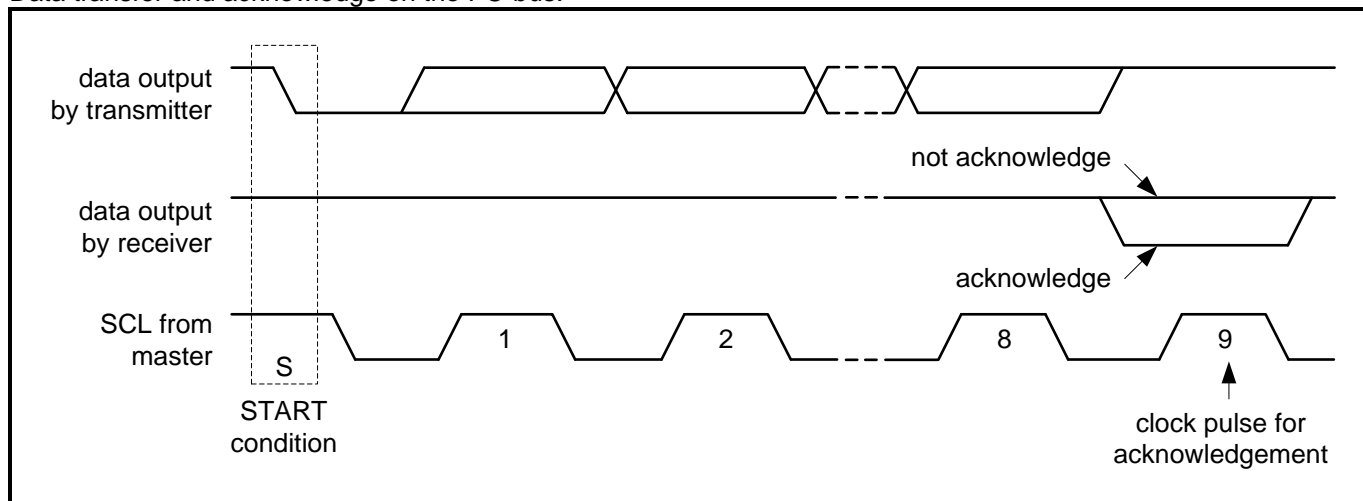 data output
by transmitter
not acknowledge
data output
by receiver
acknowledge
SCL from
master
1
2
8
9
S
START
condition
clock pulse for
acknowledgement